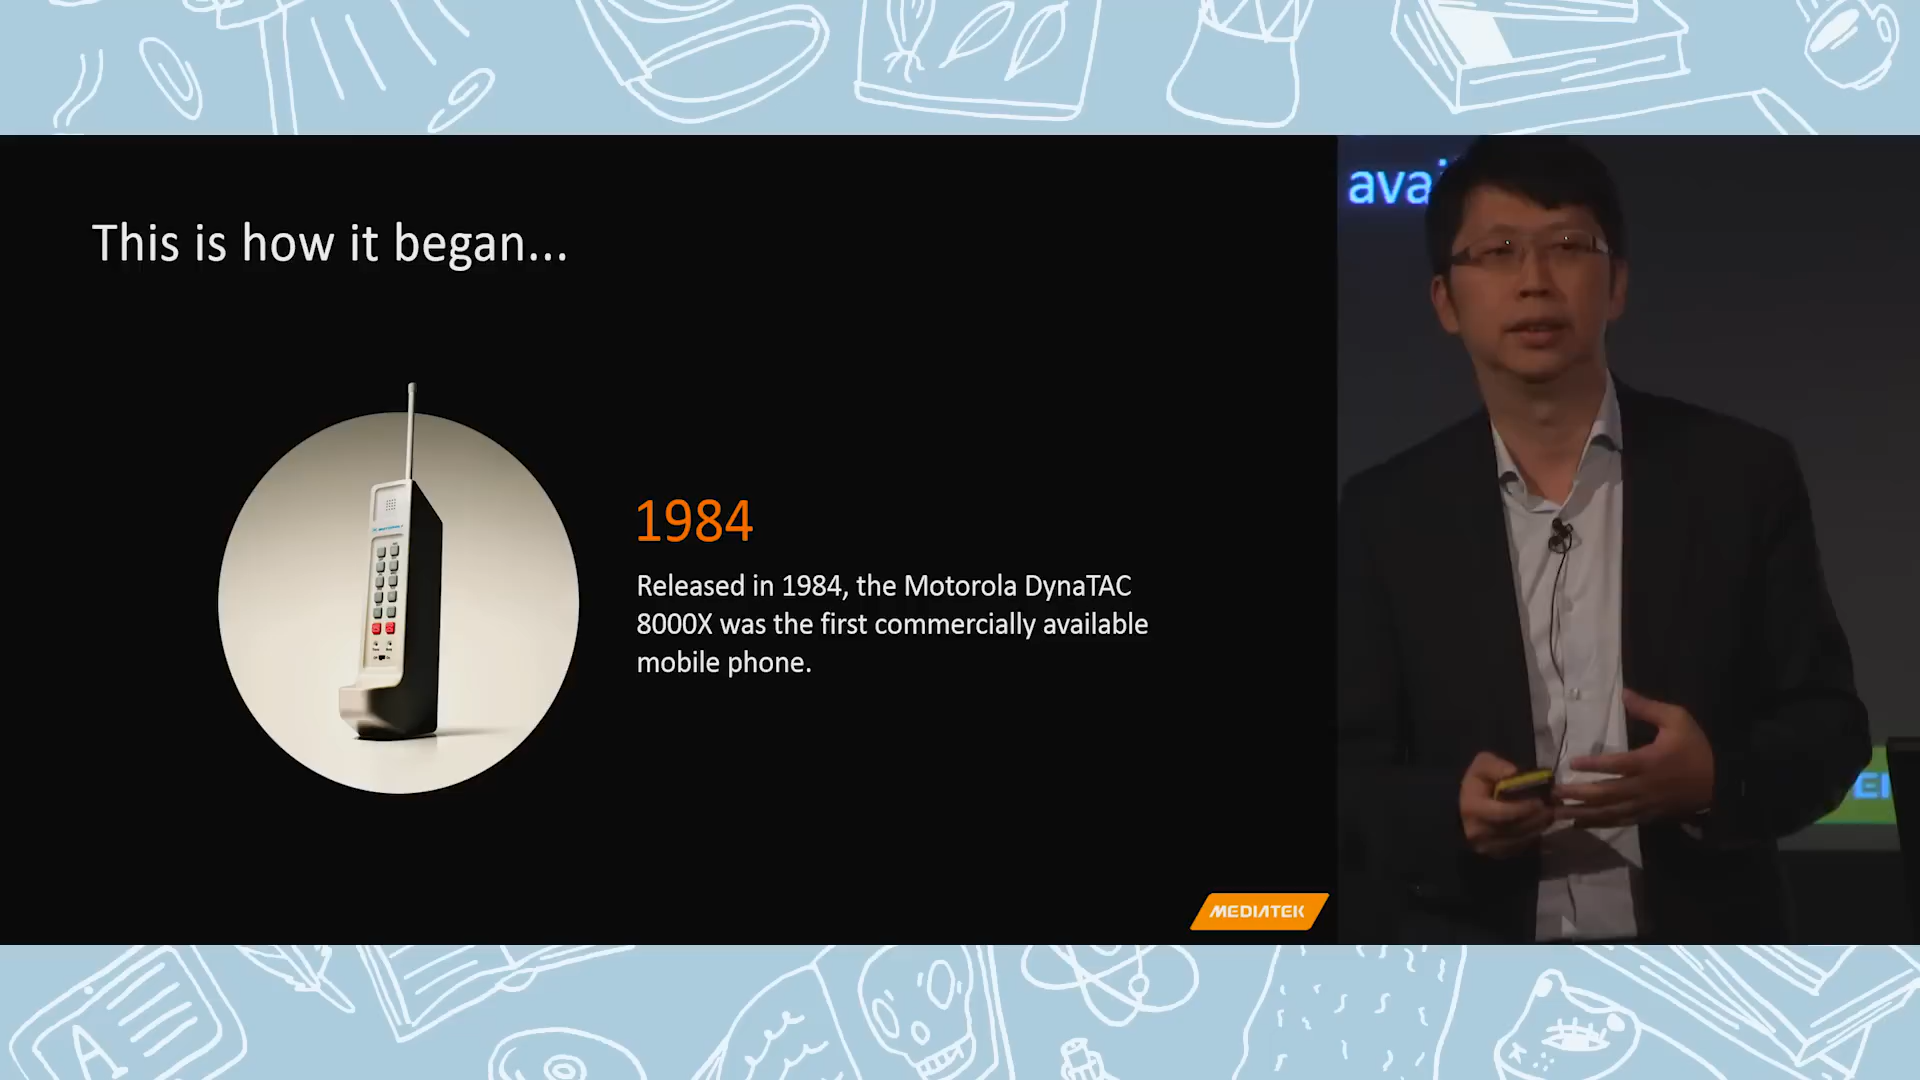 This is how it began...
1984
Released in 1984, the Motorola DynaTAC
8000X was the first commercially available
mobile phone.
MEDIATEK
avai
A